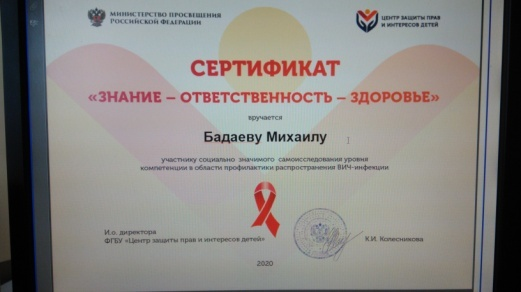 МИНИСТЕРСТВО ПРОСВЕЩЕНИЯ
РОССИЙСКОЙ ФЕДЕРАЦИИ
ЦЕНТР ЗАЩИТЫ ПРАВ
И ИНТЕРЕСОВ ДЕТЕЙ
СЕРТИФИКАТ
«ЗНАНИЕ – ОТВЕТСТВЕННОСТЬ – ЗДОРОВЬЕ»
вручается
Бадаеву Михаилу
участнику социально значимого самоисследования уровня
компетенции в области профилактики распространения ВИЧ-инфекции
И.о. директора
ФГБУ «Центр защиты прав и интересов детей»
К.И. Колесникова
2020